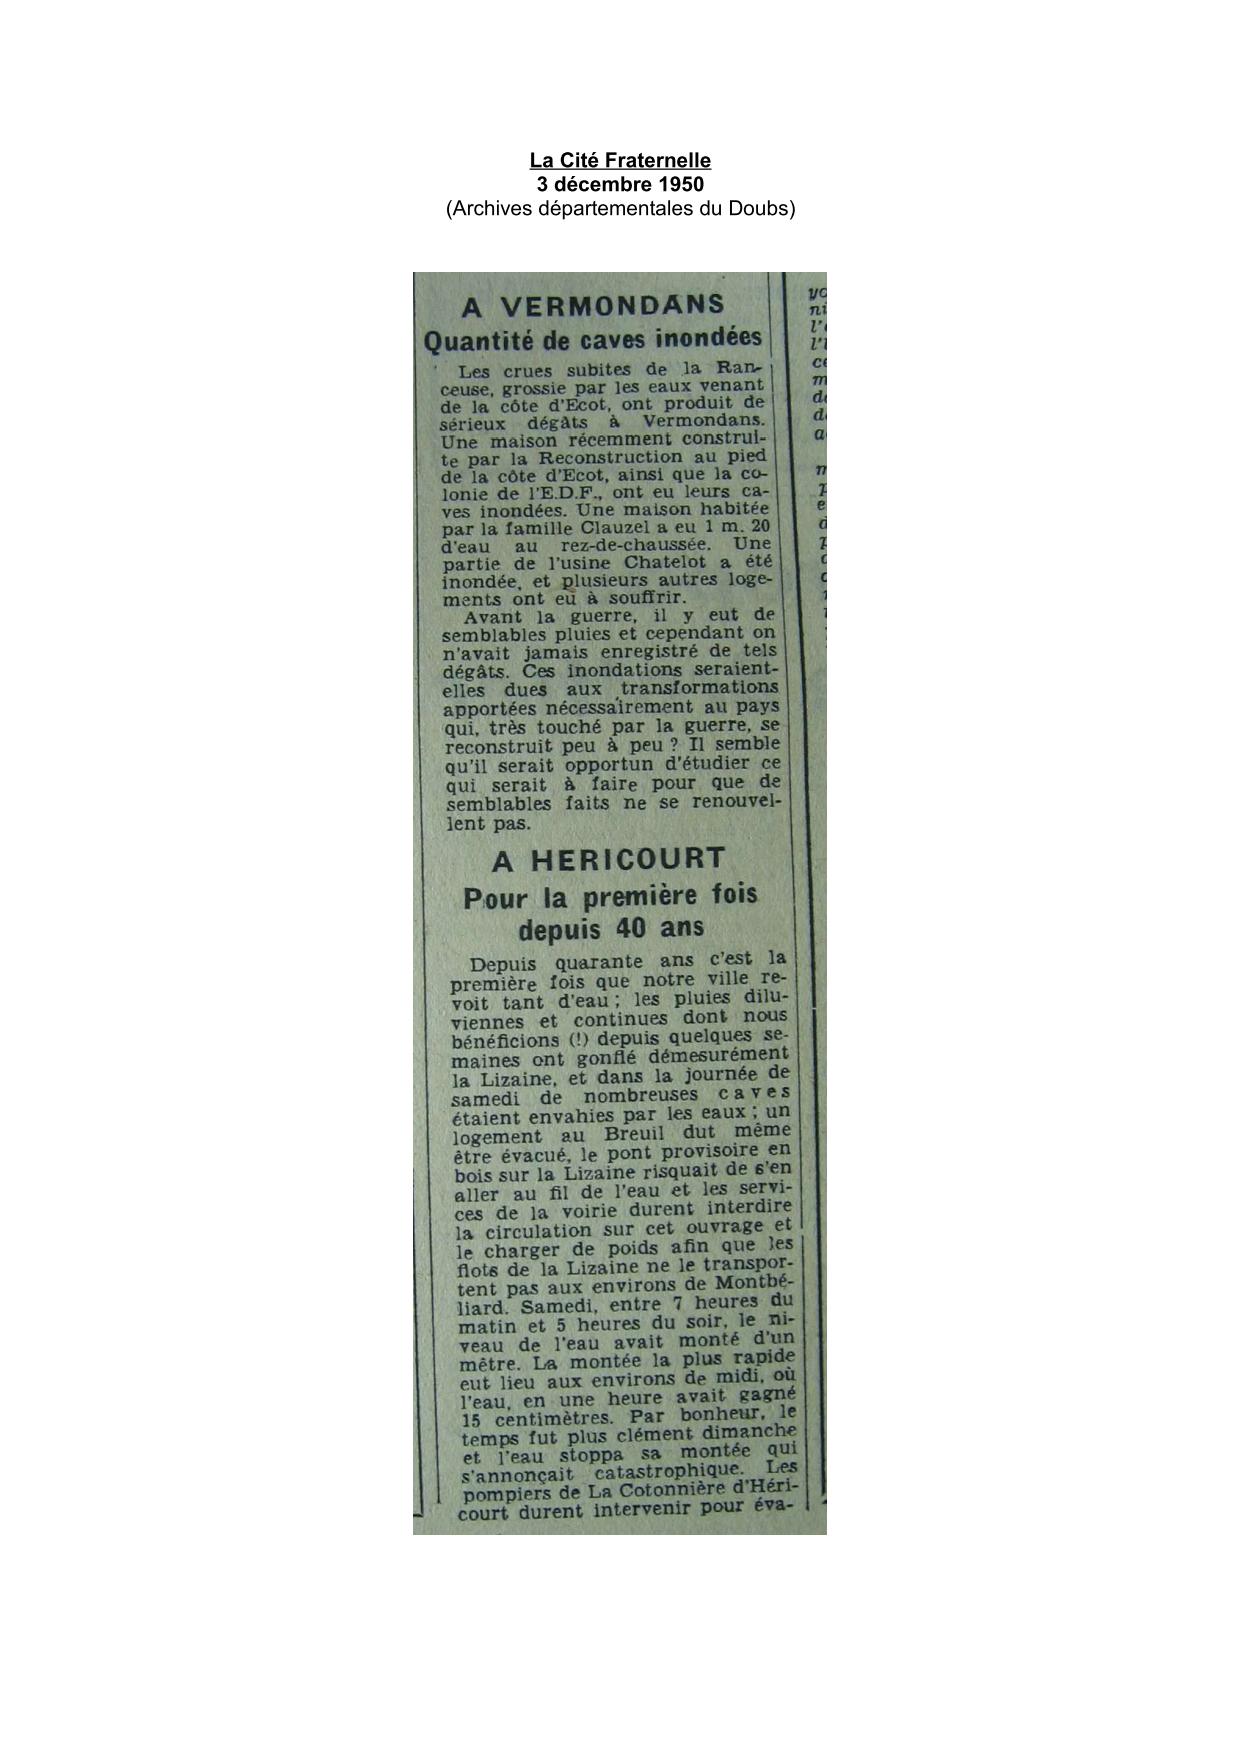 La Cité Fraternelle
3 décembre 1950
(Archives départementales du Doubs)
A VERMONDANS
Quantité de caves inondées
Les crues subites de la Ran-
ceuse, grossie par les eaux venant
de la côte d'Ecot, ont produit de
sérieux dégâts à Vermondans.
Une maison récemment construi-
te par la Reconstruction au pied
de la côte d'Ecot, ainsi que la co-
lonie de l'E.D.F., ont eu leurs ca-
ves inondées. Une maison habitée
par la famille Clauzel a eu 1 m. 20
d'eau au rez-de-chaussée. Une
partie de l'usine Chatelot a été
inondée, et plusieurs autres loge-
ments ont eu à souffrir.
Avant la guerre, il y eut de
semblables pluies et cependant on
n'avait jamais enregistré de tels
dégâts. Ces inondations seraient-
elles dues aux transformations
apportées nécessairement au pays
qui, très touché par la guerre, se
reconstruit peu à peu ? Il semble
qu'il serait opportun d'étudier ce
qui serait à faire pour que de
semblables faits ne se renouvel-
lent pas.
A HERICOURT
Pour la première fois
depuis 40 ans
Depuis quarante ans c'est la
première fois que notre ville re-
voit tant d'eau ; les pluies dilu-
viennes et continues dont nous
bénéficions (!) depuis quelques se-
maines ont gonflé démesurément
la Lizaine, et dans la journée de
samedi de nombreuses caves
étaient envahies par les eaux ; un
logement au Breuil dut même
être évacué, le pont provisoire en
bois sur la Lizaine risquait de s'en
aller au fil de l'eau et les servi-
ces de la voirie durent interdire
la circulation sur cet ouvrage et
le charger de poids afin que les
flots de la Lizaine ne le transpor-
tent pas aux environs de Montbé-
liard. Samedi, entre 7 heures du
matin et 5 heures du soir, le ni-
veau de l'eau avait monté d'un
mètre. La montée la plus rapide
eut lieu aux environs de midi, où
l'eau, en une heure avait gagné
15 centimètres. Par bonheur, le
temps fut plus clément dimanche
et l'eau stoppa sa montée qui
s'annonçait catastrophique. Les
pompiers de La Cotonnière d'Héri-
court durent intervenir pour éva-